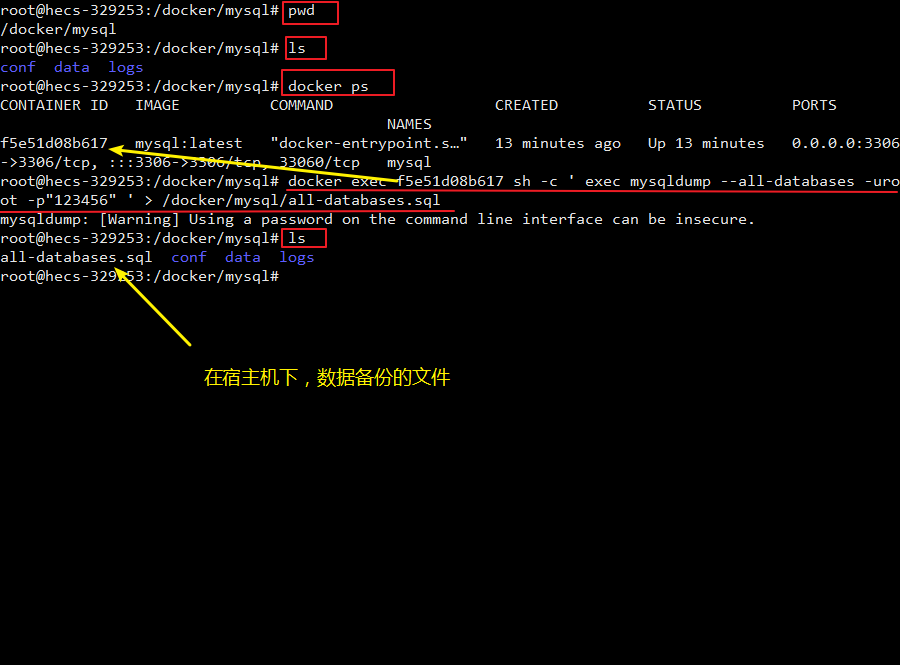 root@hecs-329253:/docker/mysql# pwd
/docker/mysql
root@hecs-329253:/docker/mysql# ls
conf  data  logs
root@hecs-329253:/docker/mysql# docker ps
CONTAINER ID   IMAGE          COMMAND                  CREATED          STATUS          PORTS
                                           NAMES
f5e51d08b617   mysql:latest   "docker-entrypoint.s…"   13 minutes ago   Up 13 minutes   0.0.0.0:3306
->3306/tcp, :::3306->3306/tcp, 33060/tcp   mysql
root@hecs-329253:/docker/mysql# docker exec f5e51d08b617 sh -c ' exec mysqldump --all-databases -uro
ot -p"123456" ' > /docker/mysql/all-databases.sql
mysqldump: [Warning] Using a password on the command line interface can be insecure.
root@hecs-329253:/docker/mysql# ls
all-databases.sql  conf  data  logs
root@hecs-329253:/docker/mysql#
在宿主机下，数据备份的文件